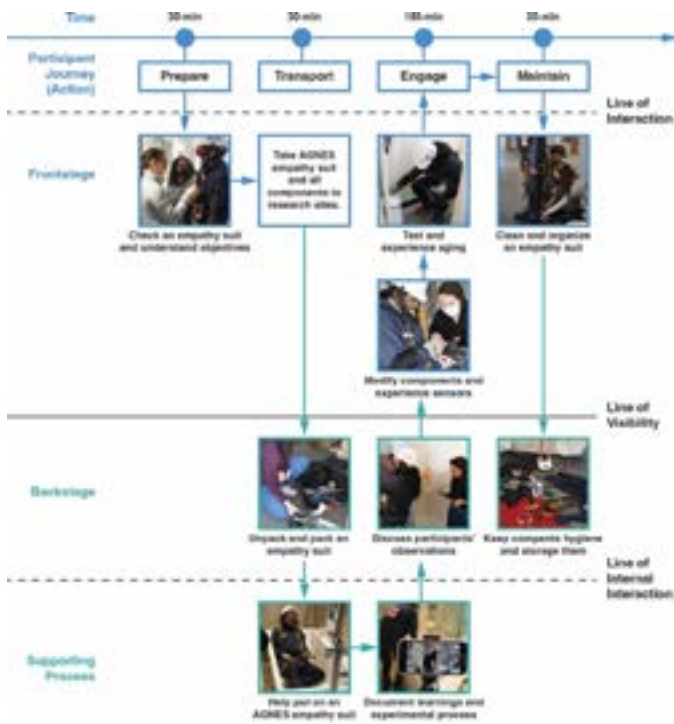 Time
30-min
30-min
30-min
Participant
Journey
(Action)
Prepare
Transport
Engage
Maintain
Line of
Interaction
Frontstage
Take AGNES
empathy suit
and all
components to
research sites.
Check an empathy suit
and understand objectives
Test and
experience aging
Clean and organize
an empathy suit
Modify components and
experience sensors
Line of
Visibility
Backstage
Unpack and pack an
empathy suit
Discuss participants'
observations
Keep compents hygiene
and storage them
Line of
Internal
Interaction
Supporting
Process
Help put on an
AGNES empathy suit
Document learnings and
experimental process